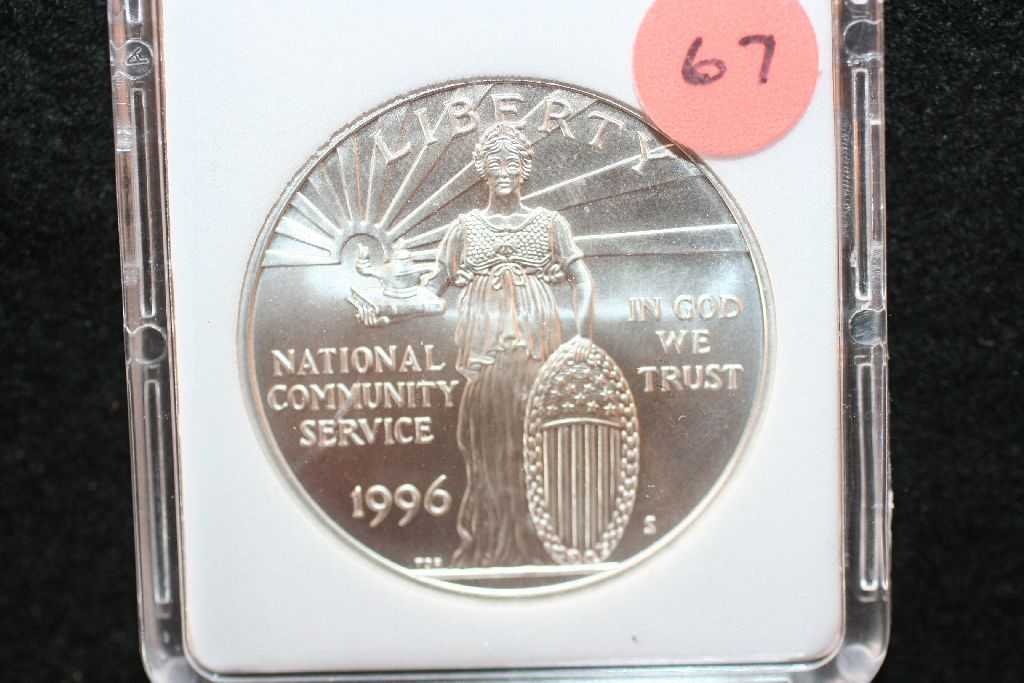 67
LIBERTY
IN GOD
WE
TRUST
NATIONAL
COMMUNITY
SERVICE
1996
S